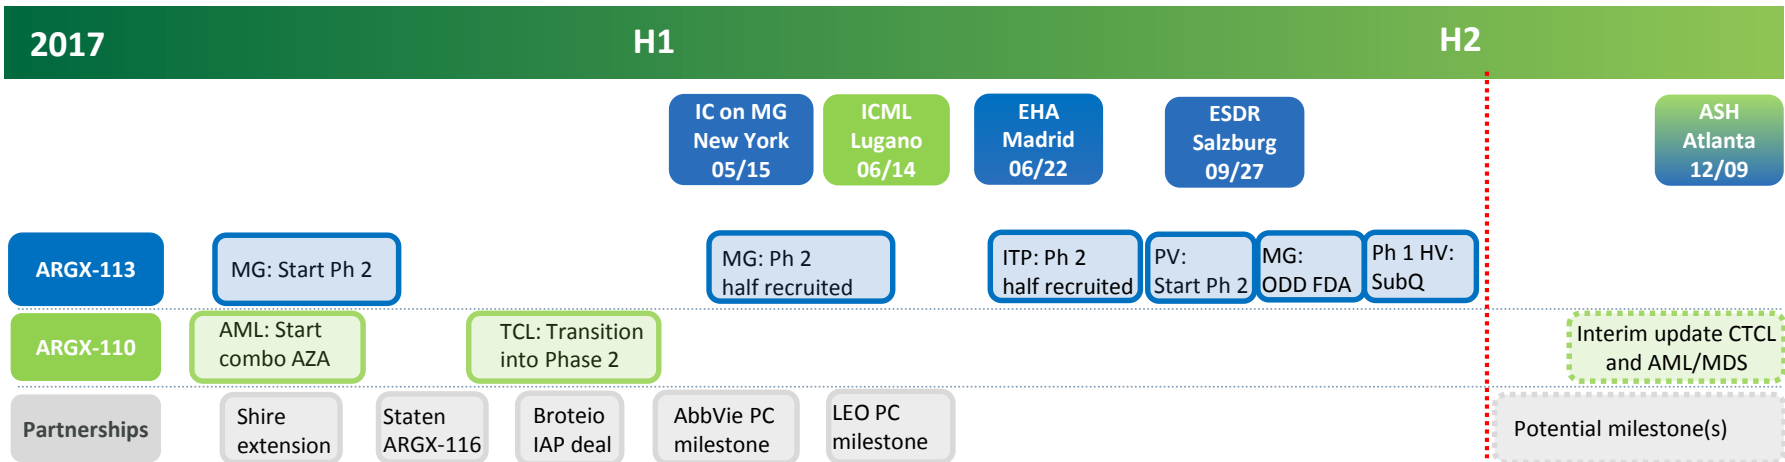 2017
H1
H2
IC on MG
New York
05/15
ICML
Lugano
06/14
EHA
Madrid
06/22
ESDR
Salzburg
09/27
ASH
Atlanta
12/09
ARGX-113
MG: Start Ph 2
MG: Ph 2
half recruited
ITP: Ph 2
half recruited
PV:
Start Ph 2
MG:
ODD FDA
Ph 1 HV:
SubQ
ARGX-110
AML: Start
combo AZA
TCL: Transition
into Phase 2
Interim update CTCL
and AML/MDS
Partnerships
Shire
extension
Staten
ARGX-116
Broteio
IAP deal
AbbVie PC
milestone
LEO PC
milestone
Potential milestone(s)